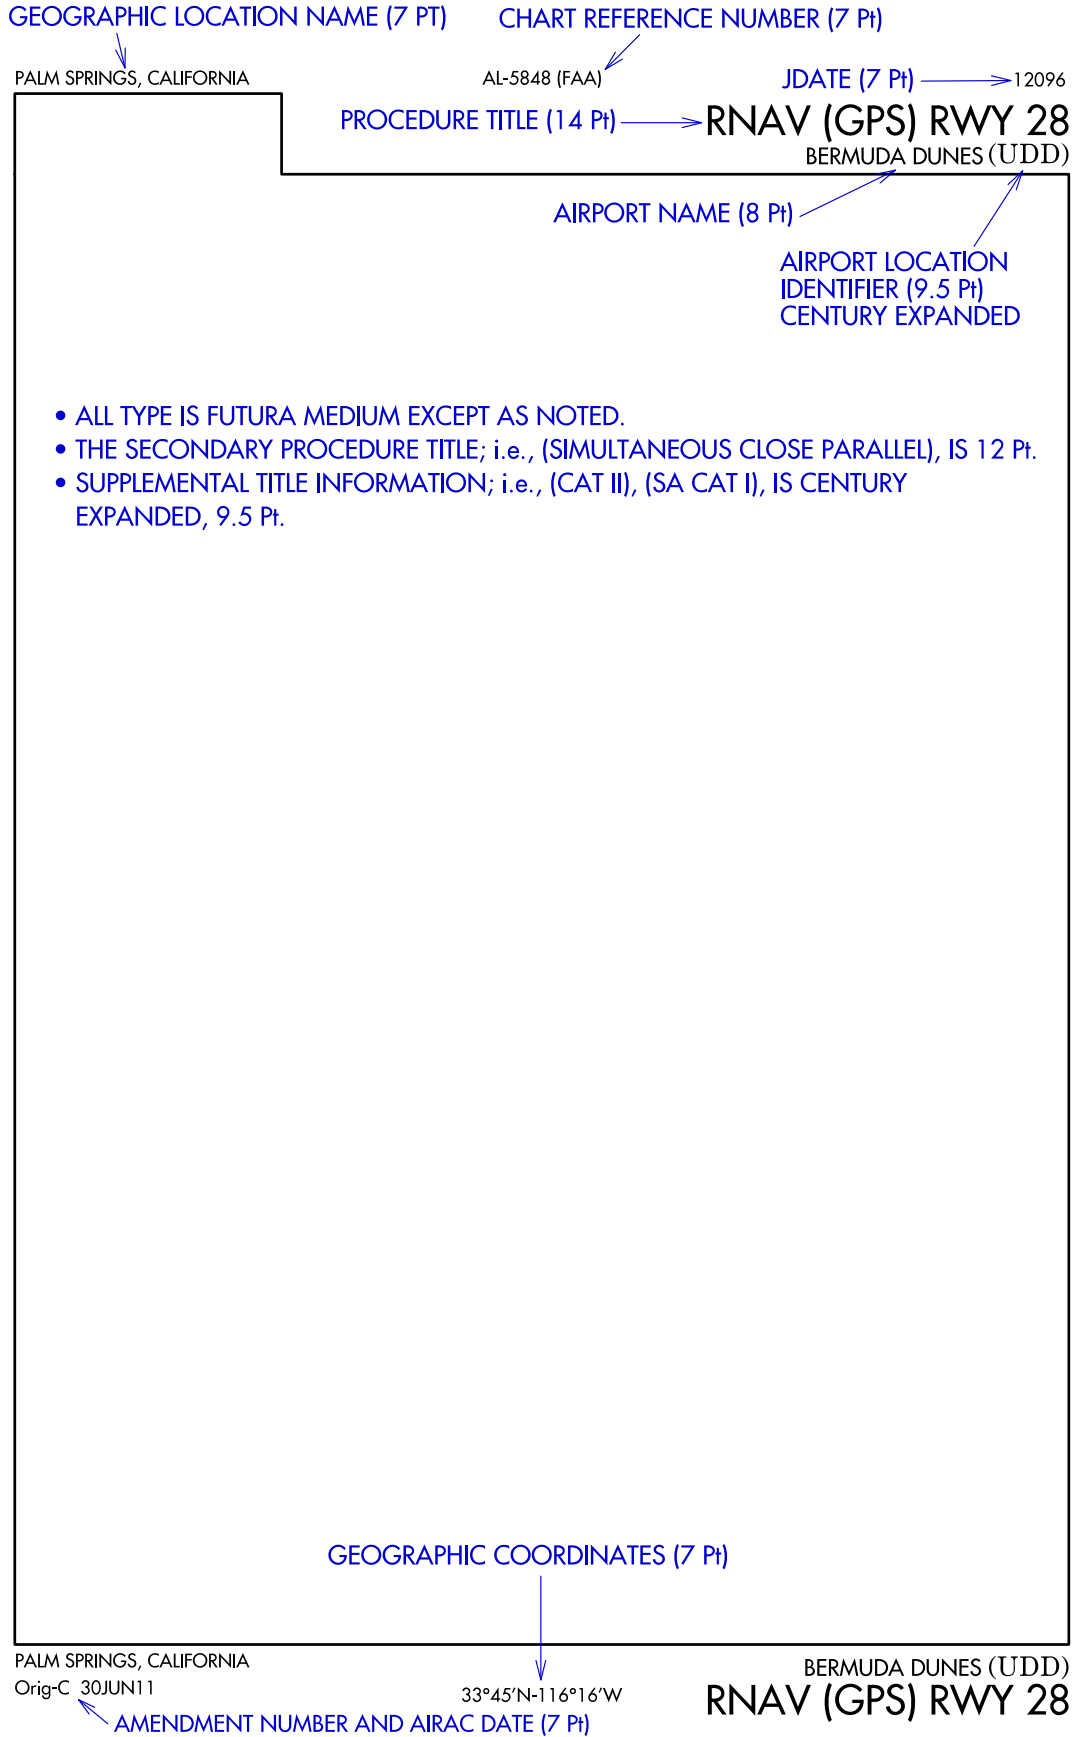 GEOGRAPHIC LOCATION NAME (7 PT)
CHART REFERENCE NUMBER (7 Pt)
PALM SPRINGS, CALIFORNIA
AL-5848 (FAA)
JDATE (7 Pt)
12096
PROCEDURE TITLE (14 Pt)
RNAV (GPS) RWY 28
BERMUDA DUNES (UDD)
AIRPORT NAME (8 Pt)
AIRPORT LOCATION
IDENTIFIER (9.5 Pt)
CENTURY EXPANDED
• ALL TYPE IS FUTURA MEDIUM EXCEPT AS NOTED.
• THE SECONDARY PROCEDURE TITLE; i.e., (SIMULTANEOUS CLOSE PARALLEL), IS 12 Pt.
• SUPPLEMENTAL TITLE INFORMATION; i.e., (CAT II), (SA CAT I), IS CENTURY
EXPANDED, 9.5 Pt.
GEOGRAPHIC COORDINATES (7 Pt)
PALM SPRINGS, CALIFORNIA
Orig-C 30JUN11
33°45'N-116°16'W
BERMUDA DUNES (UDD)
RNAV (GPS) RWY 28
AMENDMENT NUMBER AND AIRAC DATE (7 Pt)